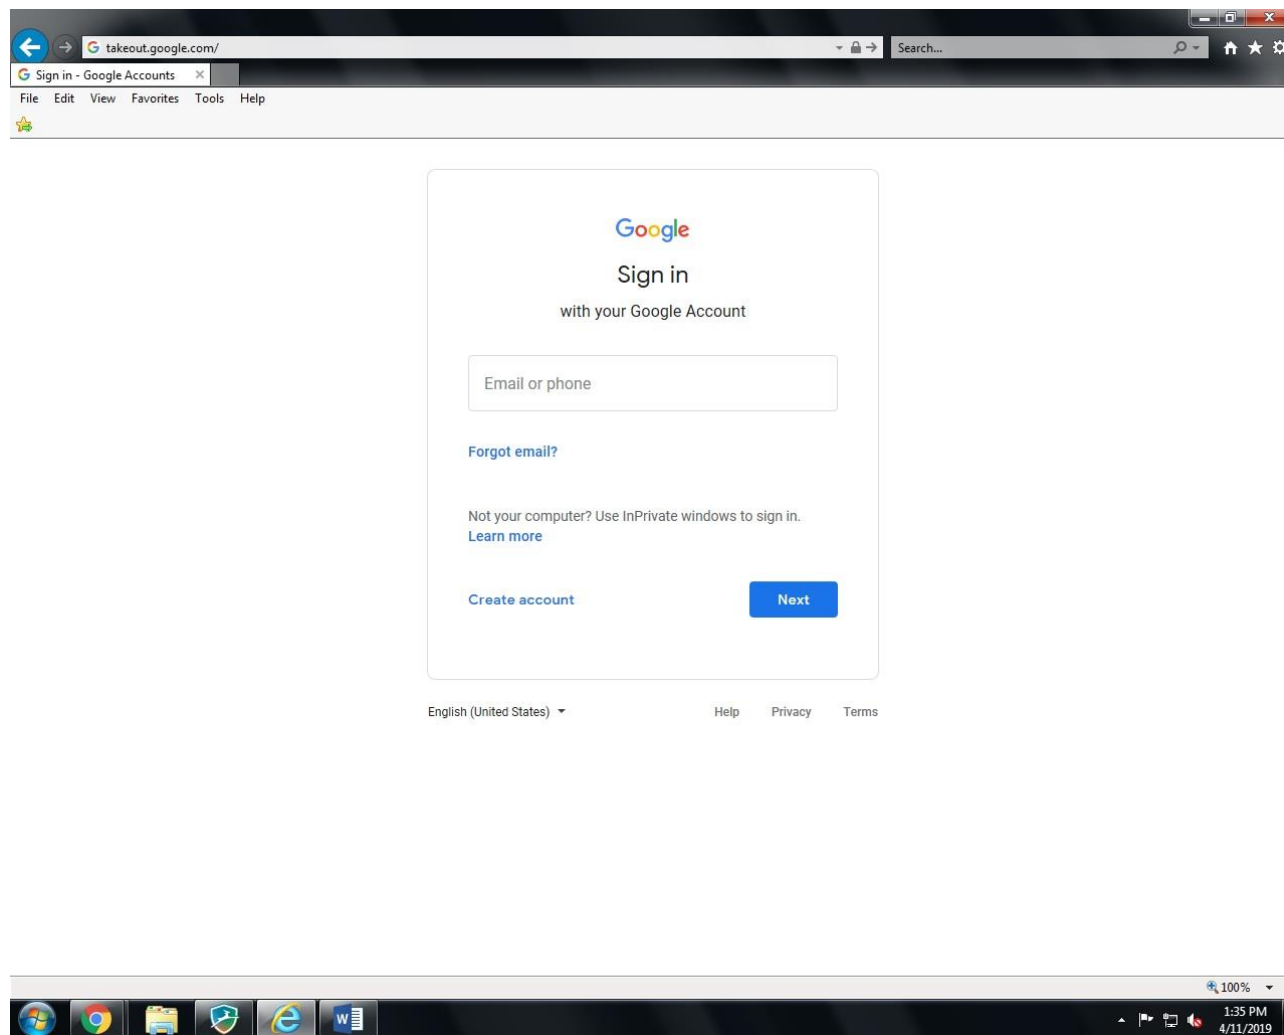 takeout.google.com/
Search...
Sign in - Google Accounts
File Edit View Favorites Tools Help
Google
Sign in
with your Google Account
Email or phone
Forgot email?
Not your computer? Use InPrivate windows to sign in.
Learn more
Create account Next
English (United States) Help Privacy Terms
100%
1:35 PM
4/11/2019